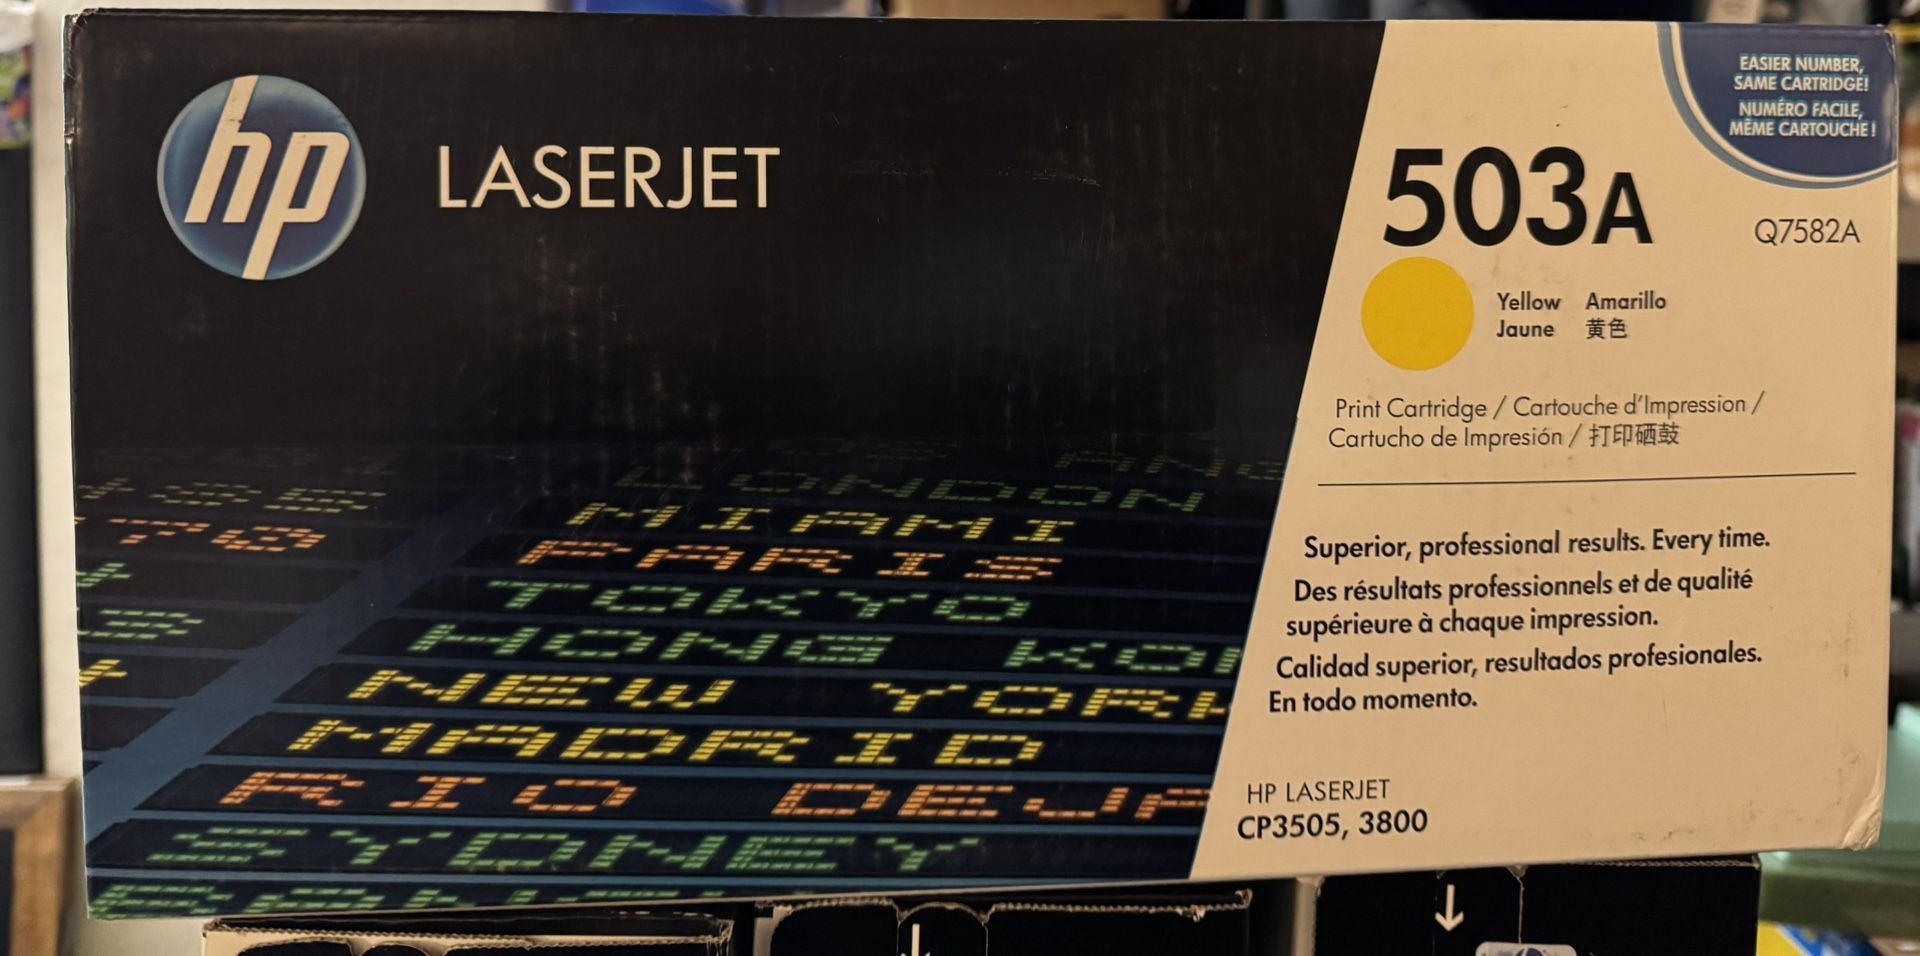 hp
LASERJET
EASIER NUMBER,
SAME CARTRIDGE!
NUMÉRO FACILE,
MÊME CARTOUCHE!
503A
Q7582A
Yellow Amarillo
Jaune 黄色
Print Cartridge / Cartouche d'Impression /
Cartucho de Impresión / 打印硒鼓
Superior, professional results. Every time.
Des résultats professionnels et de qualité
supérieure à chaque impression.
Calidad superior, resultados profesionales.
En todo momento.
HP LASERJET
CP3505, 3800
LONDON
MIAMI
PARIS
TOKYO
HONG KO
NEW YORK
MADRID
RIO DEJA
SYDNEY